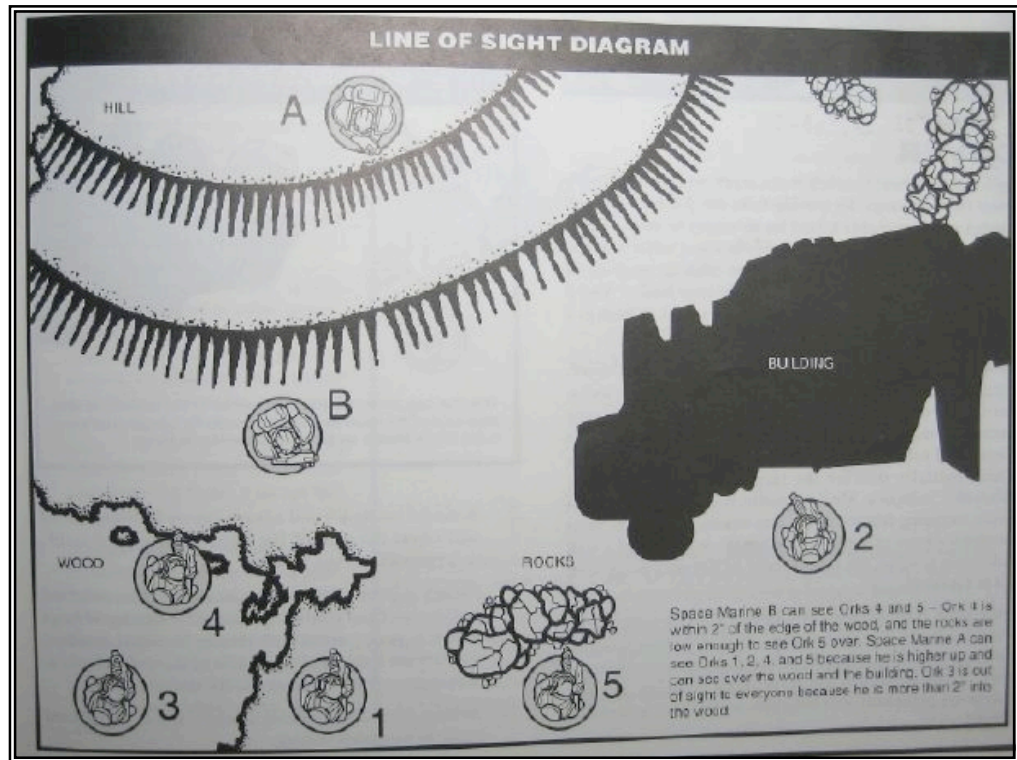 LINE OF SIGHT DIAGRAM
HILL
A
B
BUILDING
WOOD
4
ROCKS
2
3
1
5
Space Marine B can see Orks 4 and 5 – Ork 4 is
within 2" of the edge of the wood, and the rocks are
low enough to see Ork 5 over. Space Marine A can
see Orks 1, 2, 4, and 5 because he is higher up and
can see over the wood and the building. Ork 3 is out
of sight to everyone because he is more than 2" into
the wood.